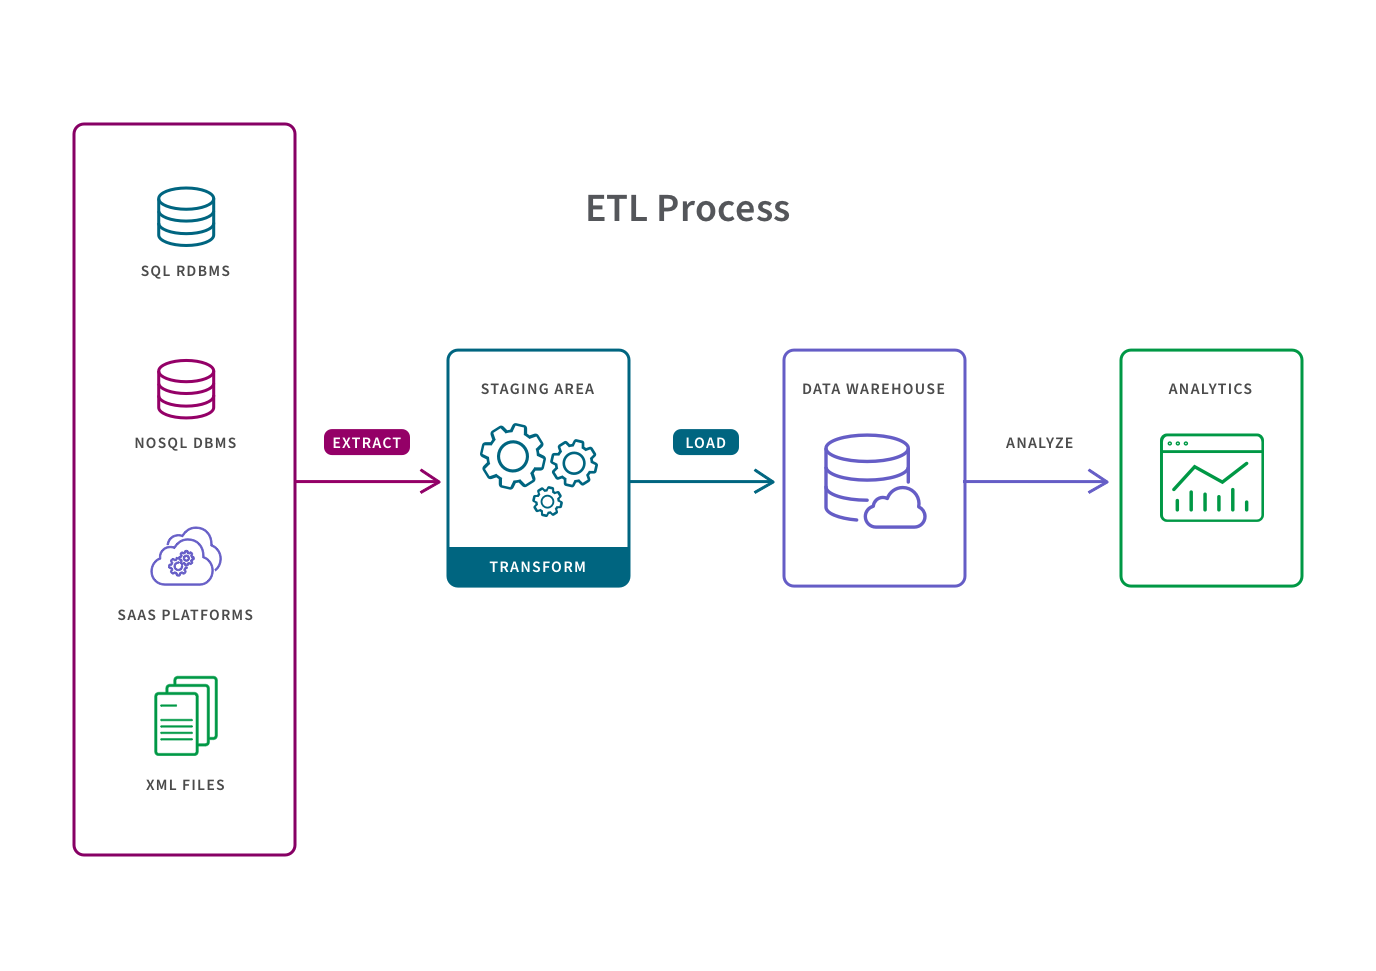 ETL Process
SQL RDBMS
NOSQL DBMS
SAAS PLATFORMS
XML FILES
EXTRACT
STAGING AREA
TRANSFORM
LOAD
DATA WAREHOUSE
ANALYZE
ANALYTICS